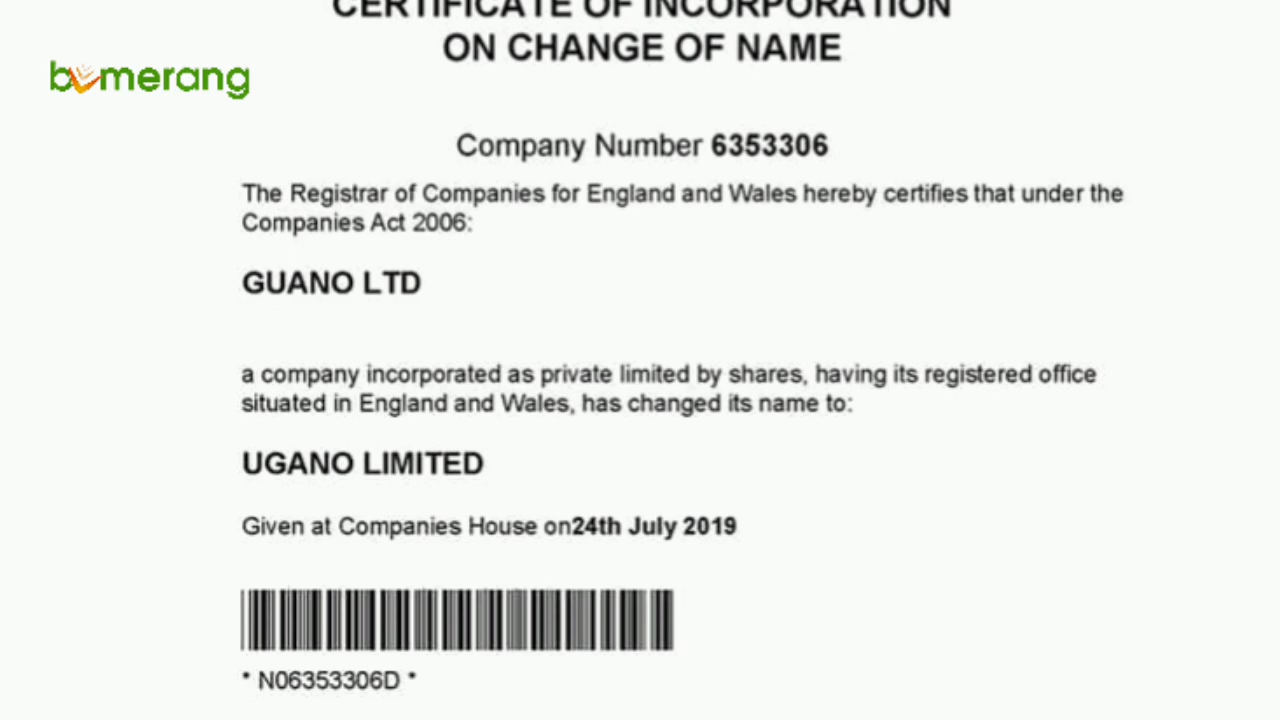 CERTIFICATE OF INCORPORATION
ON CHANGE OF NAME
bumerang
Company Number 6353306
The Registrar of Companies for England and Wales hereby certifies that under the
Companies Act 2006:
GUANO LTD
a company incorporated as private limited by shares, having its registered office
situated in England and Wales, has changed its name to:
UGANO LIMITED
Given at Companies House on24th July 2019
* N06353306D *